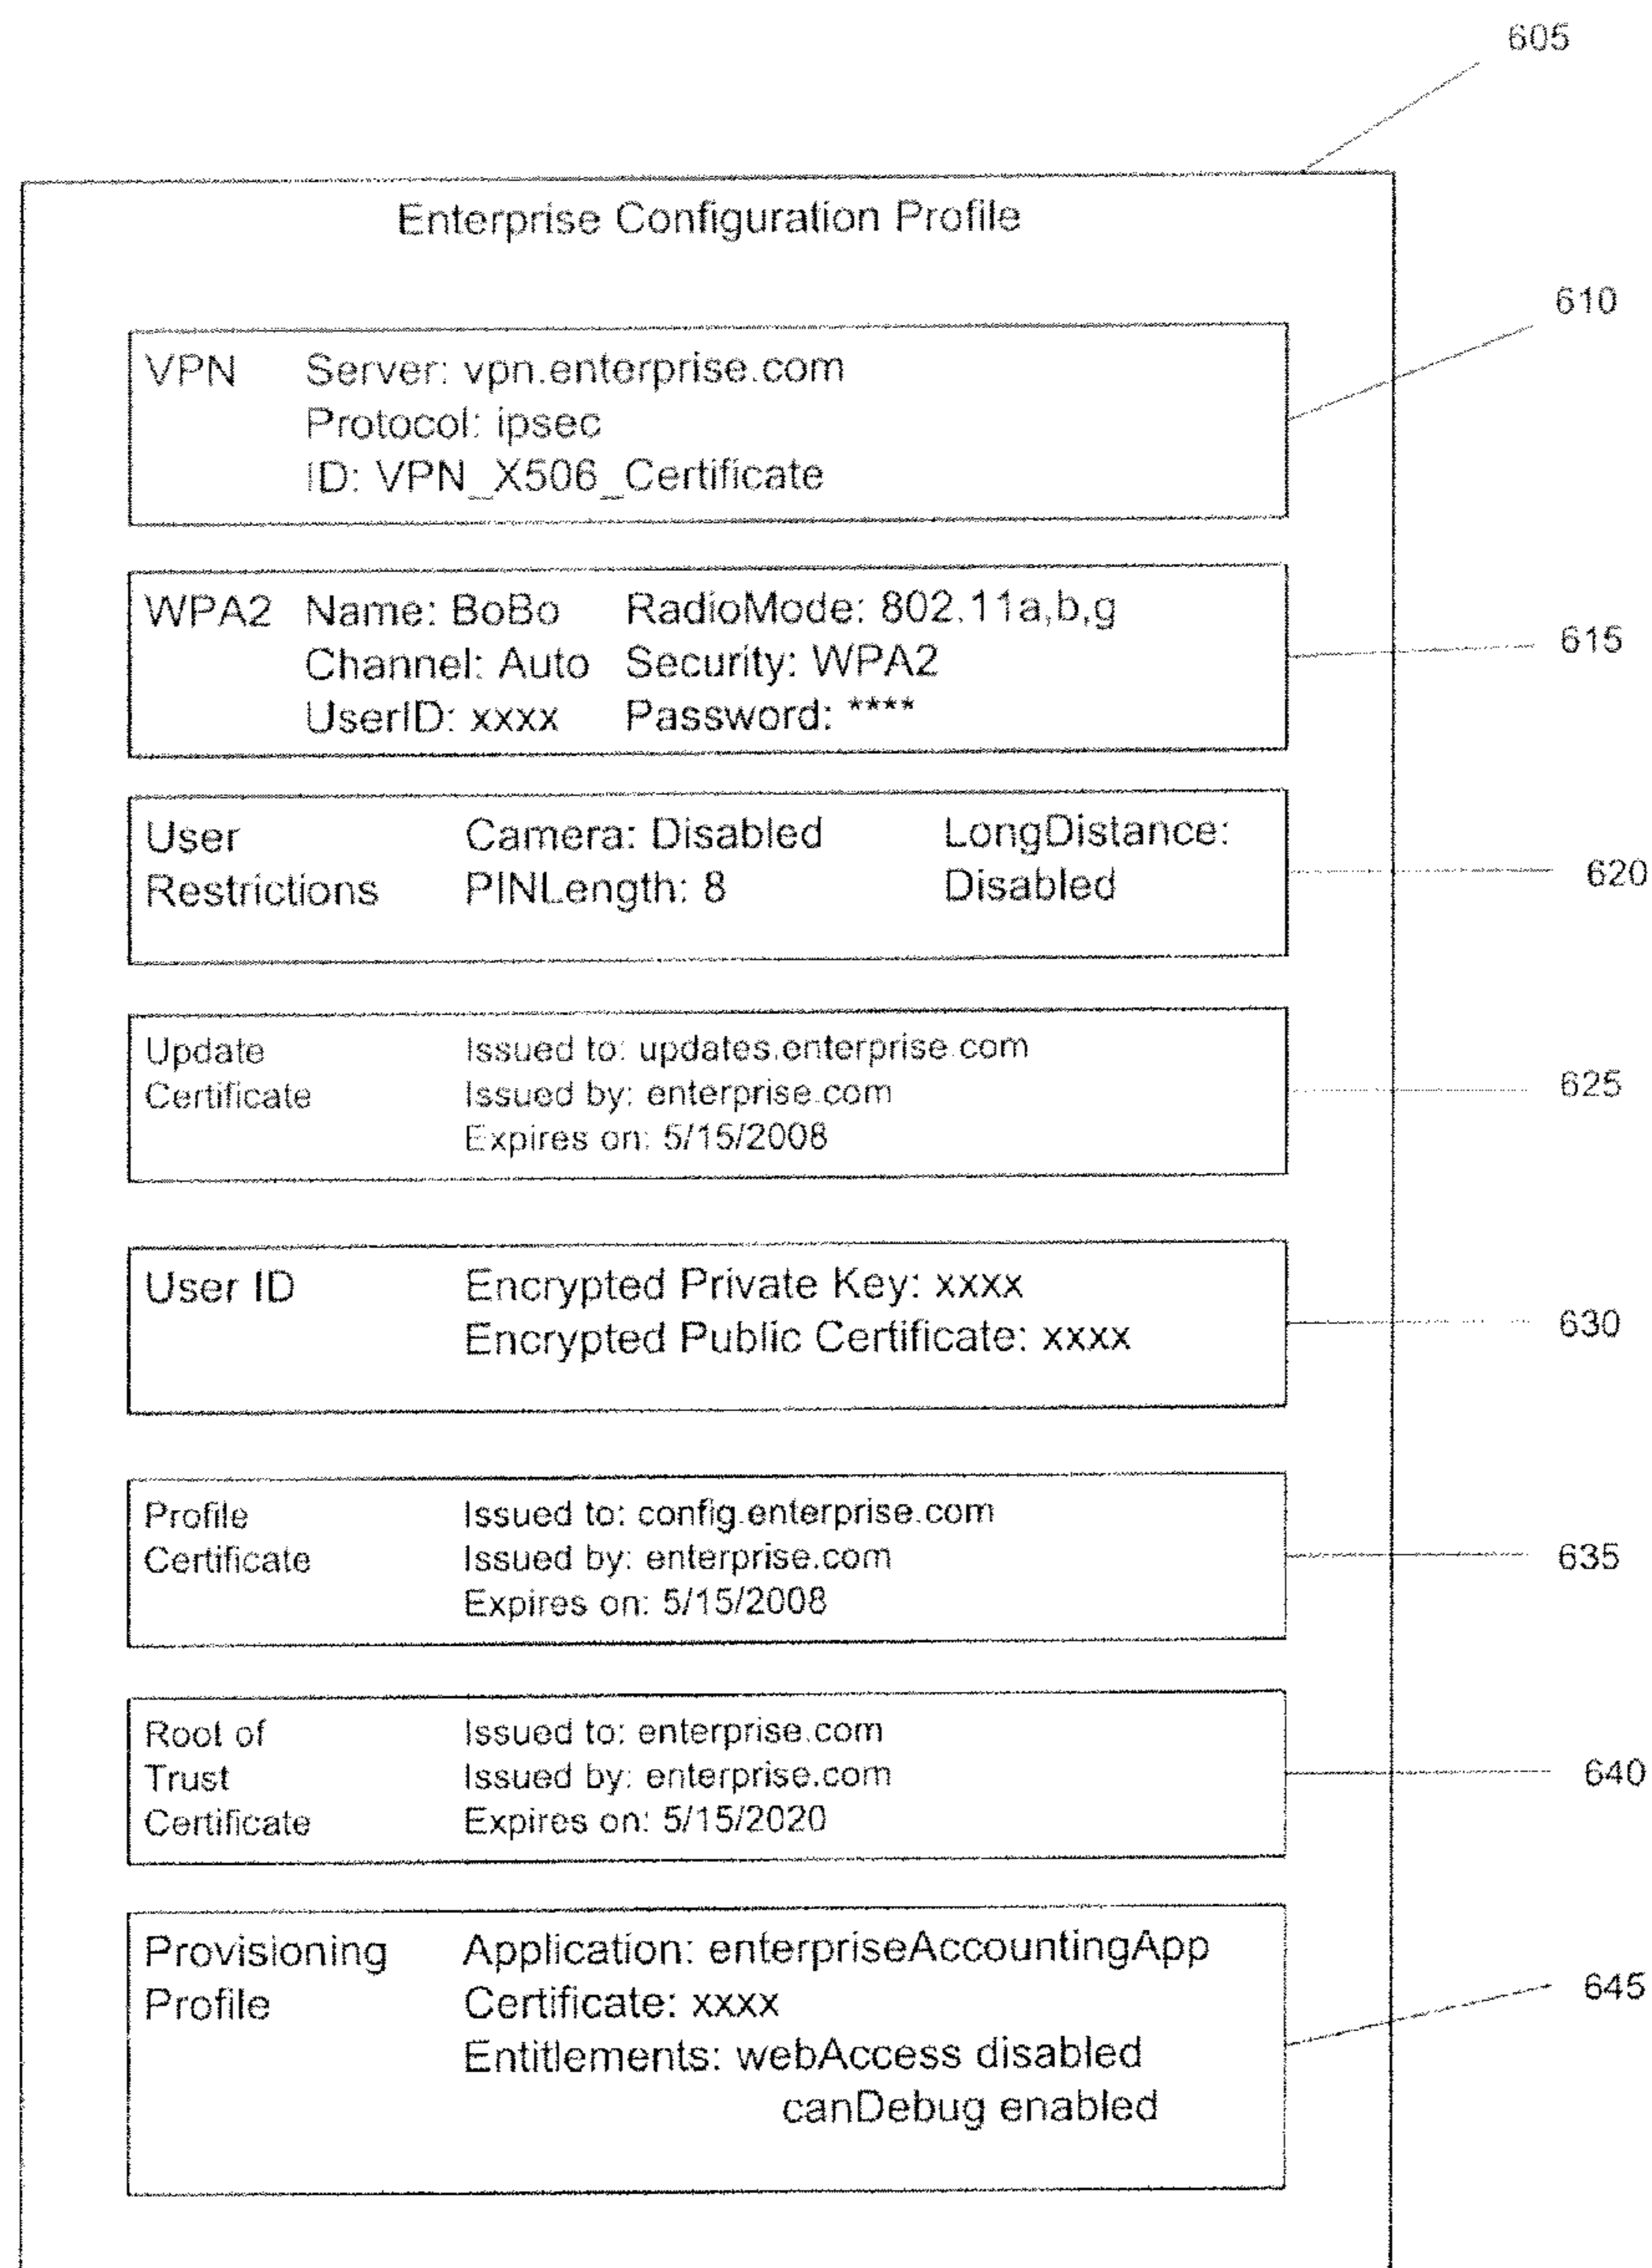 605
Enterprise Configuration Profile
610
VPN Server: vpn.enterprise.com
Protocol: ipsec
ID: VPN_X506_Certificate
WPA2 Name: BoBo RadioMode: 802.11a,b,g
Channel: Auto Security: WPA2
UserID: xxxx Password: ****
615
User Camera: Disabled LongDistance:
Restrictions PINLength: 8 Disabled
620
Update Issued to: updates.enterprise.com
Certificate Issued by: enterprise.com
Expires on: 5/15/2008
625
User ID Encrypted Private Key: xxxx
Encrypted Public Certificate: xxxx
630
Profile Issued to: config.enterprise.com
Certificate Issued by: enterprise.com
Expires on: 5/15/2008
635
Root of Issued to: enterprise.com
Trust Issued by: enterprise.com
Certificate Expires on: 5/15/2020
640
Provisioning Application: enterpriseAccountingApp
Profile Certificate: xxxx
Entitlements: webAccess disabled
canDebug enabled
645